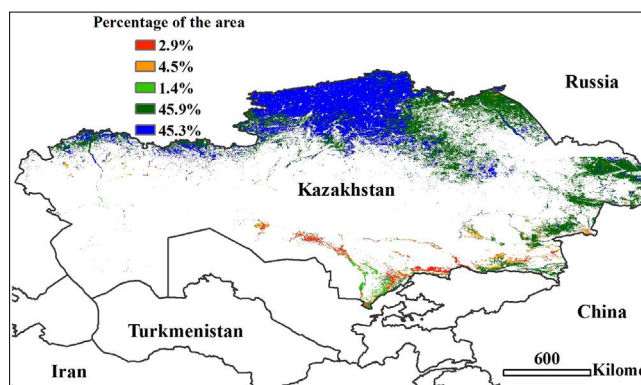 Percentage of the area
2.9%
4.5%
1.4%
45.9%
45.3%
Russia
Kazakhstan
China
Turkmenistan
Iran
600
Kilom